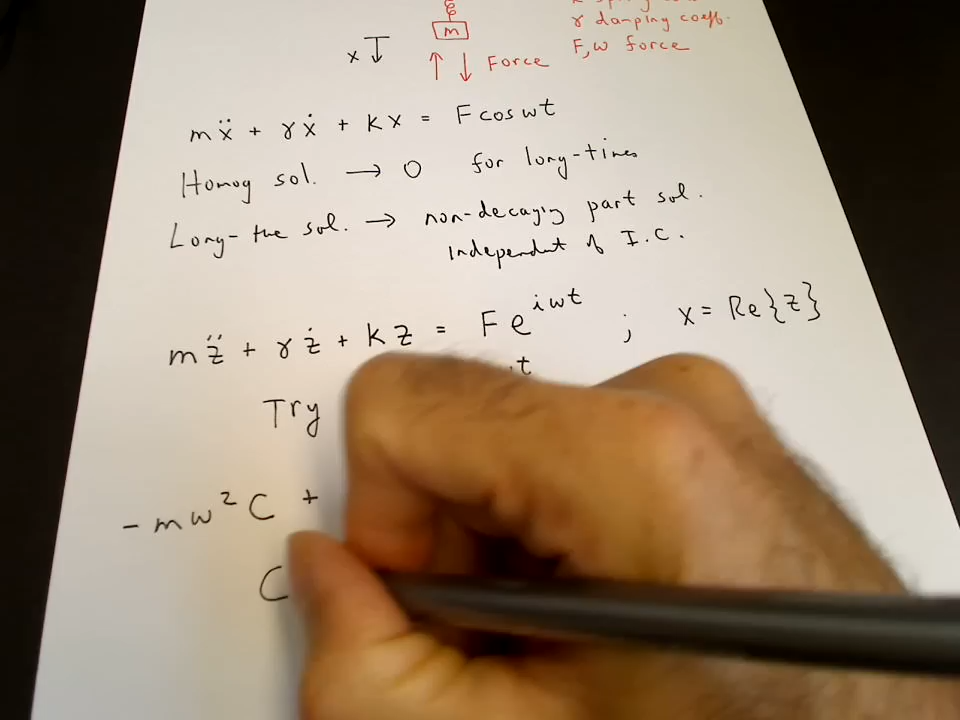 m
γ damping coeff.
F, ω force
x
Force
mẍ + γẋ + kx = F cos ωt
Homog sol. → 0 for long-times
Long-the sol. → non-decaying part sol.
independent of I.C.
mz̈ + γż + kz = Fe^{iωt} ; x = Re{z}
Try t
-mω²C +
C